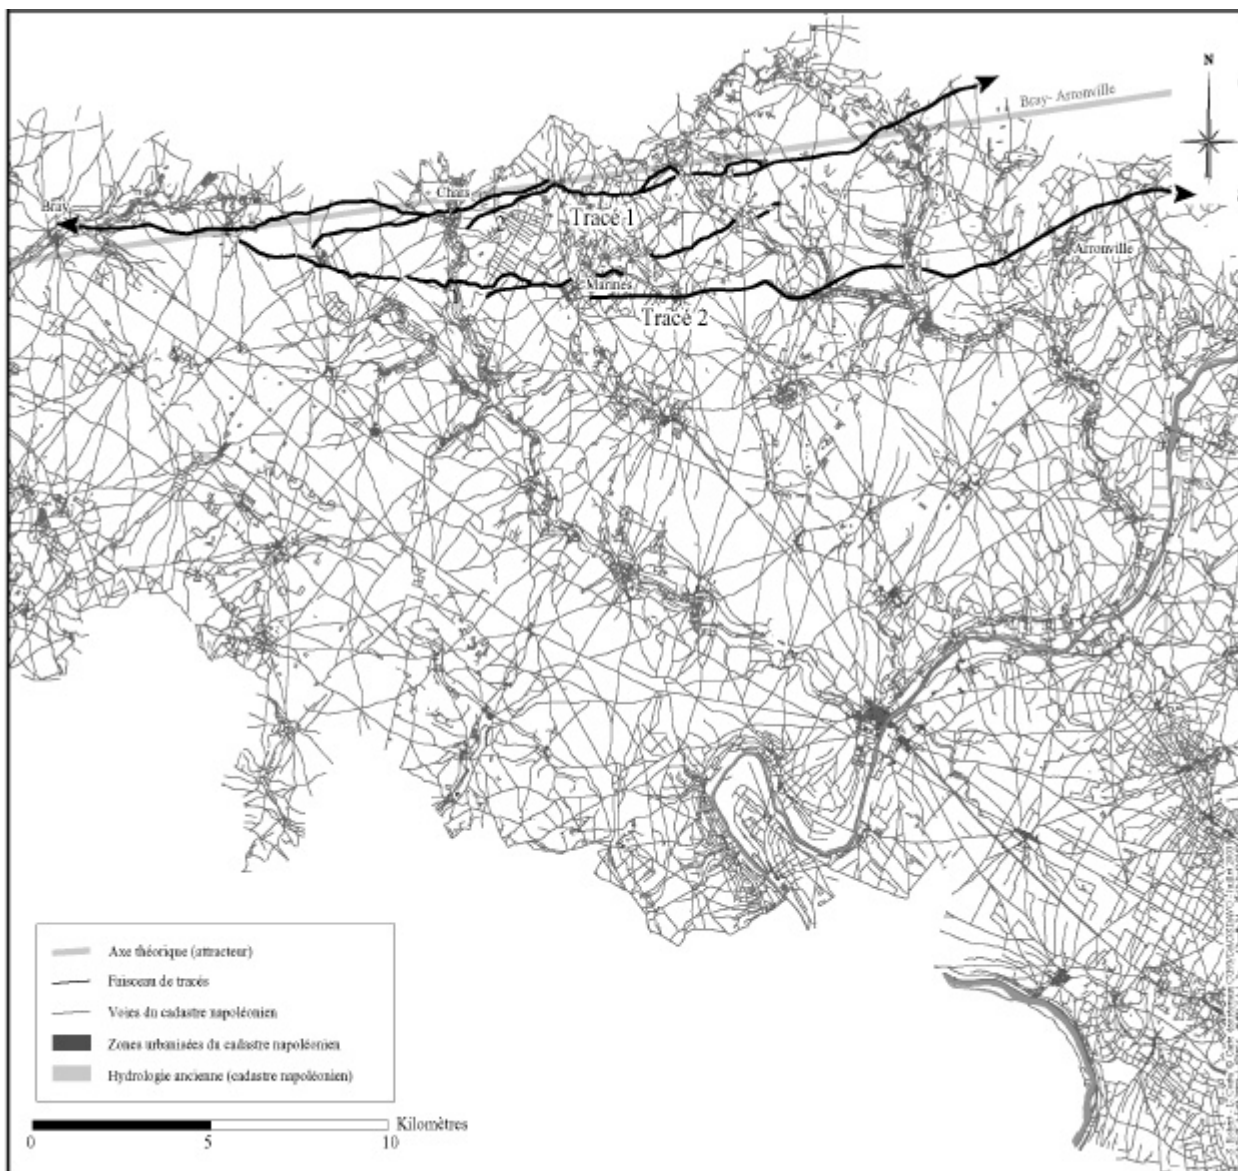 N
Bray- Arronville
Chars
Bray
Tracé 1
Arronville
Marines
Tracé 2
Axe théorique (attracteur)
Faisceau de tracés
Voies du cadastre napoléonien
Zones urbanisées du cadastre napoléonien
Hydrologie ancienne (cadastre napoléonien)
Kilomètres
0 5 10